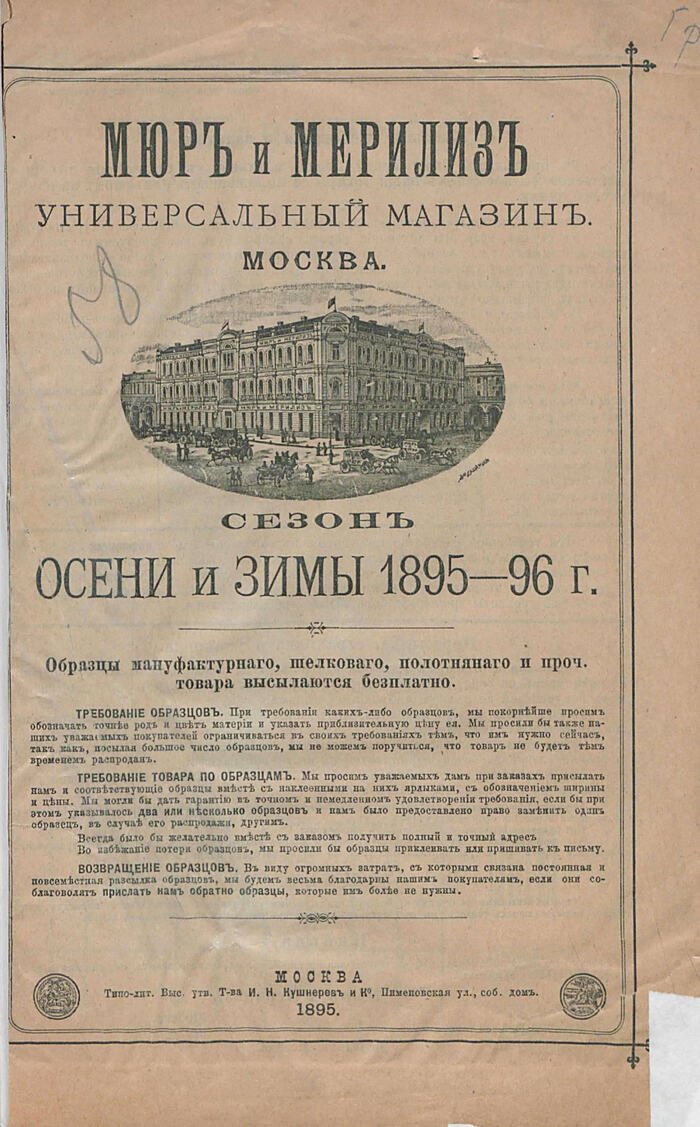 Гр
МЮРЪ и МЕРИЛИЗЪ
УНИВЕРСАЛЬНЫЙ МАГАЗИНЪ.
МОСКВА.
58
СЕЗОНЪ
ОСЕНИ и ЗИМЫ 1895—96 г.
Образцы мануфактурнаго, шелковаго, полотнянаго и проч.
товара высылаются безплатно.
ТРЕБОВАНІЕ ОБРАЗЦОВЪ. При требованіи какихъ-либо образцовъ, мы покорнѣйше просимъ
обозначать точнѣе родъ и цвѣтъ матеріи и указать приблизительную цѣну ея. Мы просили бы также на-
шихъ уважаемыхъ покупателей ограничиваться въ своихъ требованіяхъ тѣмъ, что имъ нужно сейчасъ,
такъ какъ, посылая большое число образцовъ, мы не можемъ поручиться, что товаръ не будетъ тѣмъ
временемъ распроданъ.
ТРЕБОВАНІЕ ТОВАРА ПО ОБРАЗЦАМЪ. Мы просимъ уважаемыхъ дамъ при заказахъ присылать
намъ и соотвѣтствующіе образцы вмѣстѣ съ наклеенными на нихъ ярлыками, съ обозначеніемъ ширины
и цѣны. Мы могли бы дать гарантію въ точномъ и немедленномъ удовлетвореніи требованія, если бы при
этомъ указывалось два или нѣсколько образцовъ и намъ было предоставлено право замѣнить одинъ
образецъ, въ случаѣ его распродажи, другимъ.
Всегда было бы желательно вмѣстѣ съ заказомъ получить полный и точный адресъ
Во избѣжаніе потери образцовъ, мы просили бы образцы приклеивать или пришивать къ письму.
ВОЗВРАЩЕНІЕ ОБРАЗЦОВЪ. Въ виду огромныхъ затратъ, съ которыми связана постоянная и
повсемѣстная разсылка образцовъ, мы будемъ весьма благодарны нашимъ покупателямъ, если они со-
благоволятъ прислать намъ обратно образцы, которые имъ болѣе не нужны.
МОСКВА
Типо-лит. Выс. утв. Т-ва И. Н. Кушнеревъ и Кº, Пименовская ул., соб. домъ.
1895.